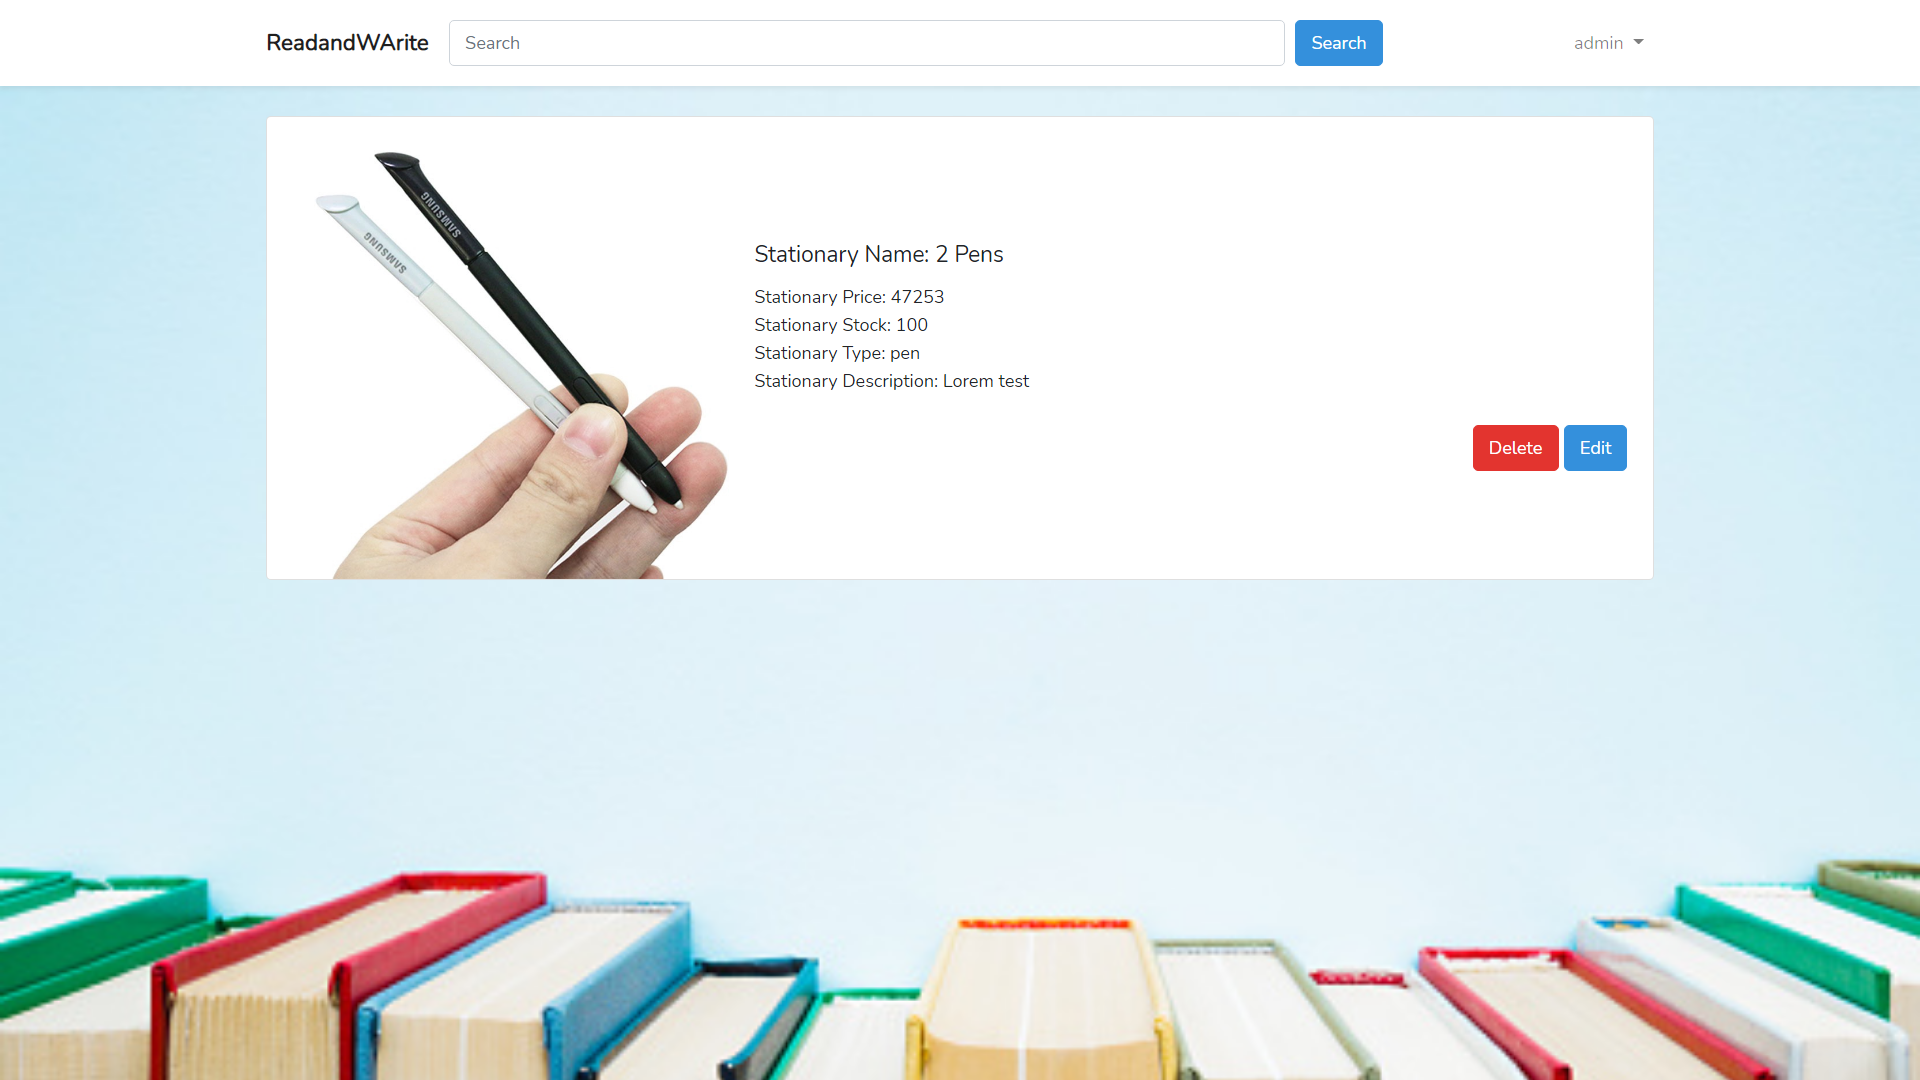 ReadandWArite
Search
Search
admin
SAMSUNG
SAMSUNG
Stationary Name: 2 Pens
Stationary Price: 47253
Stationary Stock: 100
Stationary Type: pen
Stationary Description: Lorem test
Delete
Edit